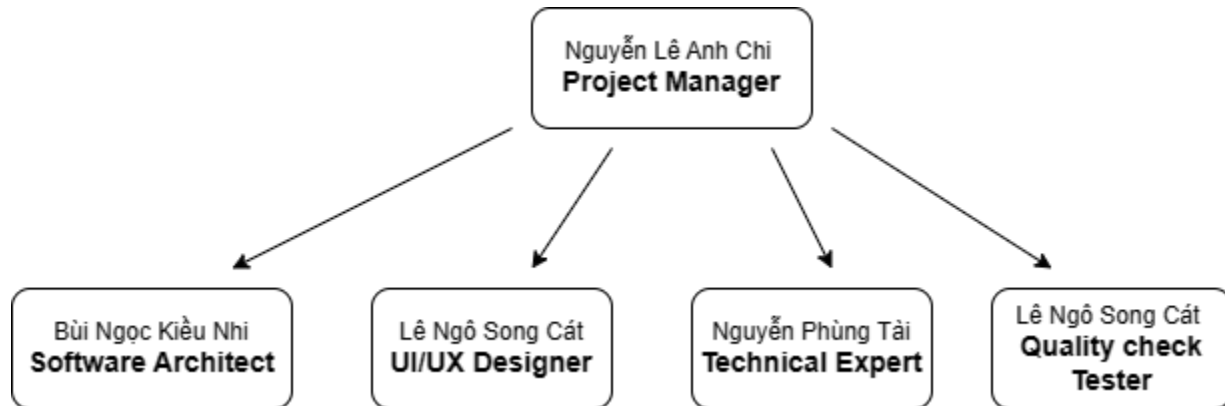 Nguyễn Lê Anh Chi
Project Manager
Bùi Ngọc Kiều Nhi
Software Architect
Lê Ngô Song Cát
UI/UX Designer
Nguyễn Phùng Tài
Technical Expert
Lê Ngô Song Cát
Quality check
Tester